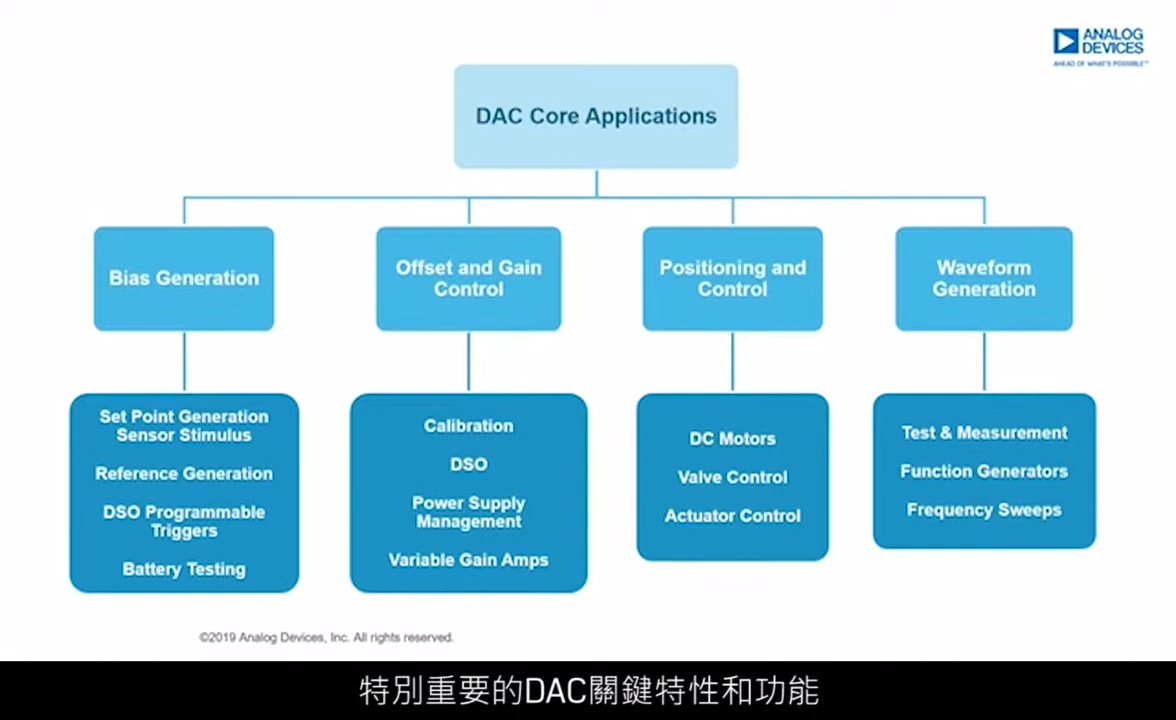 ANALOG
DEVICES
AHEAD OF WHAT'S POSSIBLE™
DAC Core Applications
Bias Generation
Offset and Gain
Control
Positioning and
Control
Waveform
Generation
Set Point Generation
Sensor Stimulus
Reference Generation
DSO Programmable
Triggers
Battery Testing
Calibration
DSO
Power Supply
Management
Variable Gain Amps
DC Motors
Valve Control
Actuator Control
Test & Measurement
Function Generators
Frequency Sweeps
©2019 Analog Devices, Inc. All rights reserved.
特別重要的DAC關鍵特性和功能